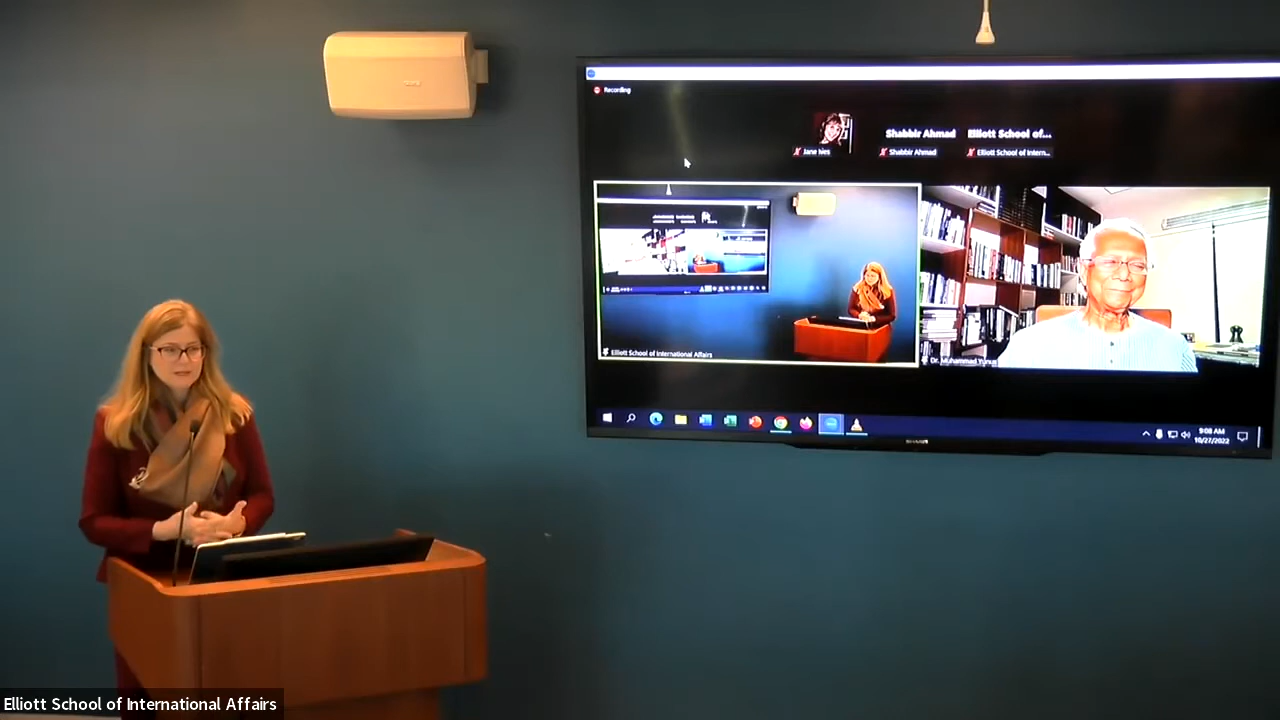 Recording
Shabbir Ahmad
Elliott School of...
Jane Ives
Shabbir Ahmad
Elliott School of Intern...
Elliott School of International Affairs
Dr. Muhammad Yunus
9:08 AM
10/27/2022
SHARP
Elliott School of International Affairs